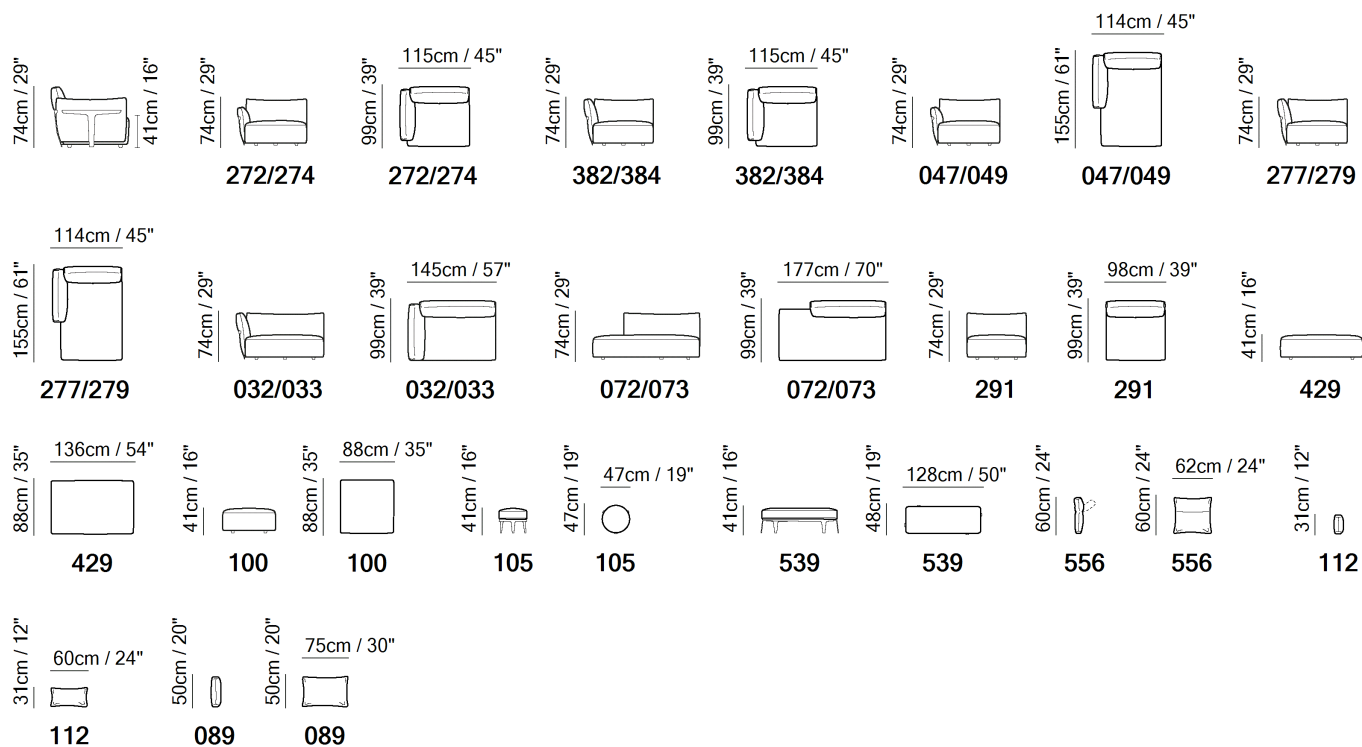 74cm / 29"
41cm / 16"
74cm / 29"
272/274
99cm / 39"
115cm / 45"
272/274
74cm / 29"
382/384
99cm / 39"
115cm / 45"
382/384
74cm / 29"
047/049
155cm / 61"
114cm / 45"
047/049
74cm / 29"
277/279
155cm / 61"
114cm / 45"
277/279
74cm / 29"
032/033
99cm / 39"
145cm / 57"
032/033
74cm / 29"
072/073
99cm / 39"
177cm / 70"
072/073
74cm / 29"
291
99cm / 39"
98cm / 39"
291
41cm / 16"
429
88cm / 35"
136cm / 54"
429
41cm / 16"
100
88cm / 35"
88cm / 35"
100
41cm / 16"
105
47cm / 19"
47cm / 19"
105
41cm / 16"
539
48cm / 19"
128cm / 50"
539
60cm / 24"
556
60cm / 24"
62cm / 24"
556
31cm / 12"
112
31cm / 12"
60cm / 24"
112
50cm / 20"
089
50cm / 20"
75cm / 30"
089